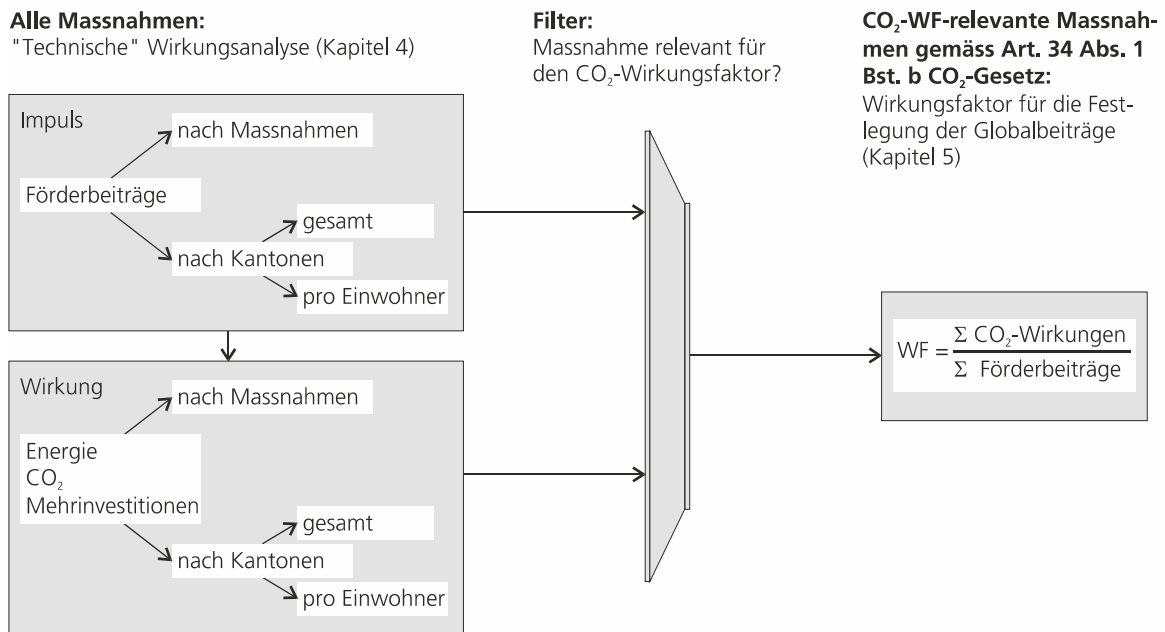 Alle Massnahmen:
"Technische" Wirkungsanalyse (Kapitel 4)
Filter:
Massnahme relevant für
den CO₂-Wirkungsfaktor?
CO₂-WF-relevante Massnah-
men gemäss Art. 34 Abs. 1
Bst. b CO₂-Gesetz:
Wirkungsfaktor für die Fest-
legung der Globalbeiträge
(Kapitel 5)
Impuls
nach Massnahmen
Förderbeiträge
gesamt
nach Kantonen
pro Einwohner
Wirkung
nach Massnahmen
Energie
CO₂
Mehrinvestitionen
gesamt
nach Kantonen
pro Einwohner
WF = Σ CO₂-Wirkungen
Σ Förderbeiträge